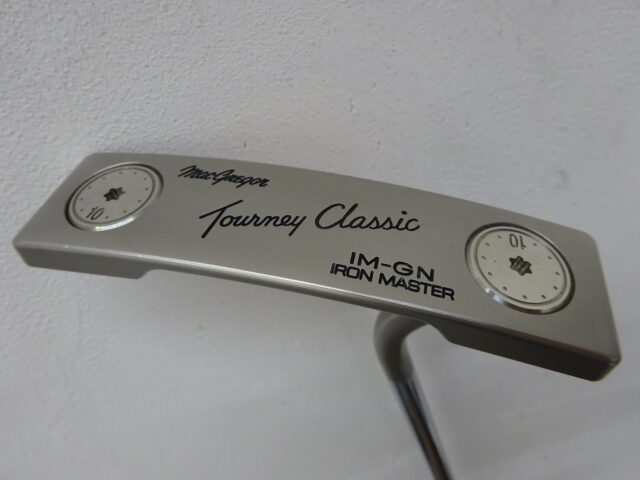 MacGregor
Tourney Classic
IM-GN
IRON MASTER
10
10